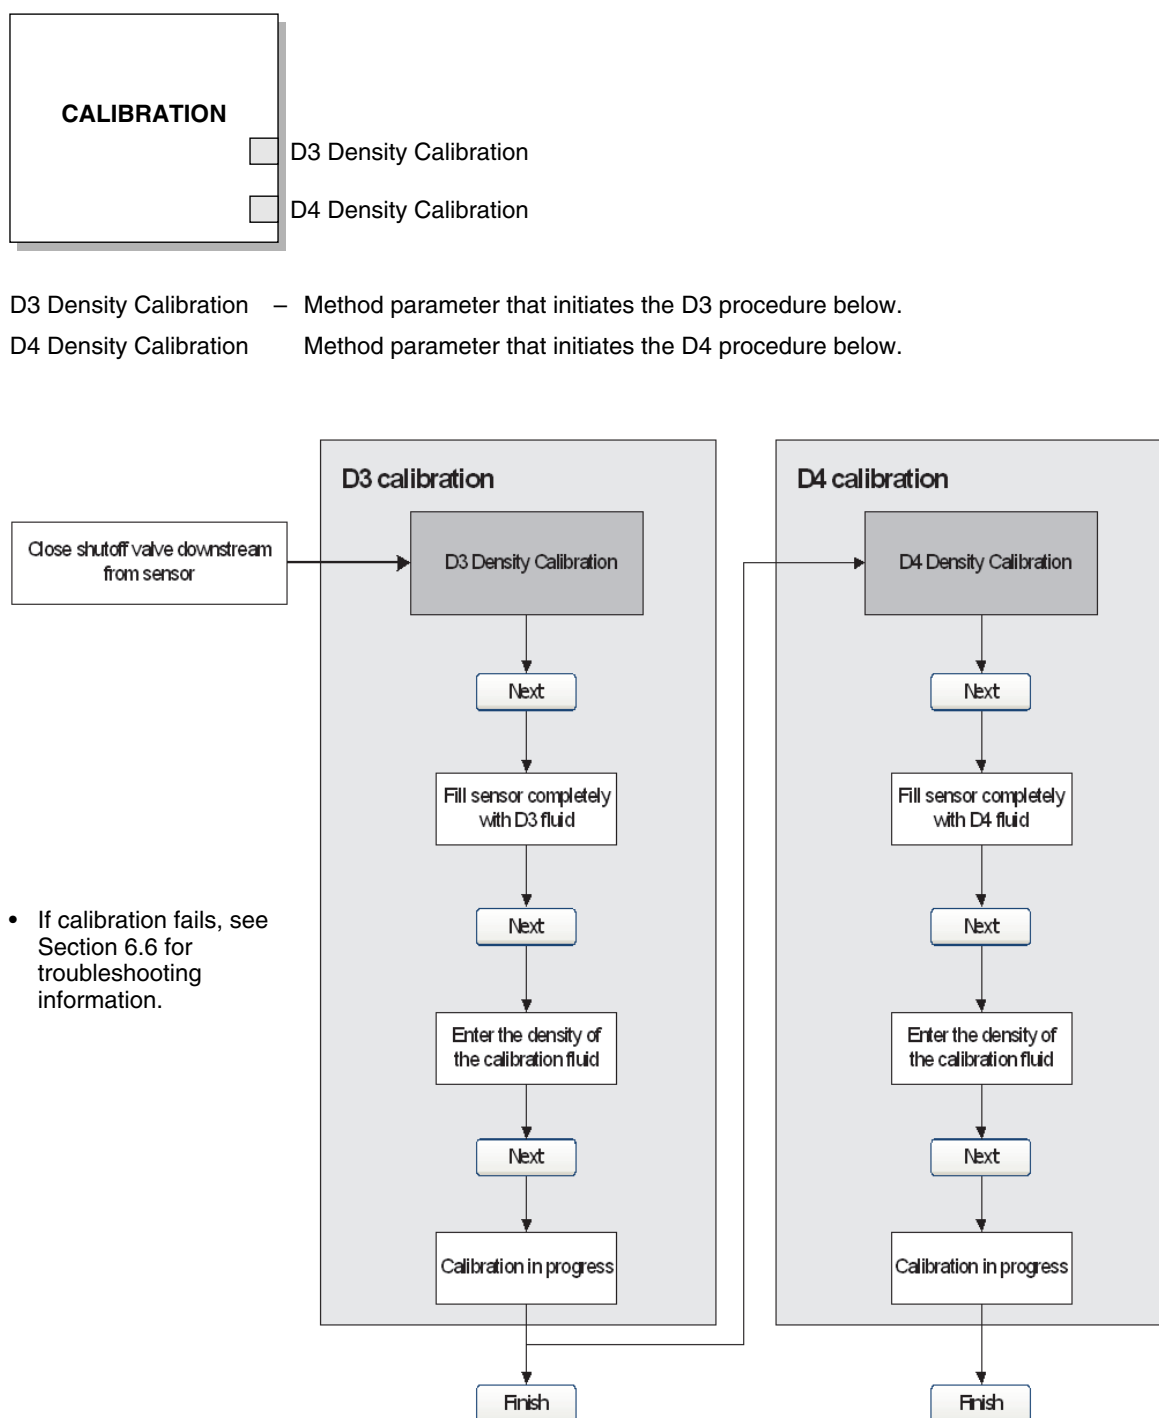 CALIBRATION
D3 Density Calibration
D4 Density Calibration
D3 Density Calibration – Method parameter that initiates the D3 procedure below.
D4 Density Calibration Method parameter that initiates the D4 procedure below.
Close shutoff valve downstream
from sensor
• If calibration fails, see
Section 6.6 for
troubleshooting
information.
D3 calibration
D3 Density Calibration
Next
Fill sensor completely
with D3 fluid
Next
Enter the density of
the calibration fluid
Next
Calibration in progress
Finish
D4 calibration
D4 Density Calibration
Next
Fill sensor completely
with D4 fluid
Next
Enter the density of
the calibration fluid
Next
Calibration in progress
Finish